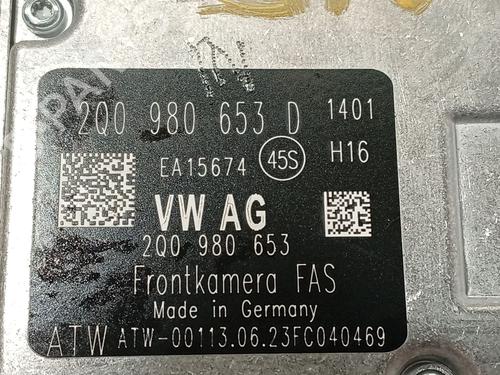 2Q0 980 653 D 1401
EA15674 45S H16
VW AG
2Q0 980 653
Frontkamera FAS
Made in Germany
ATW ATW-00113.06.23FC040469